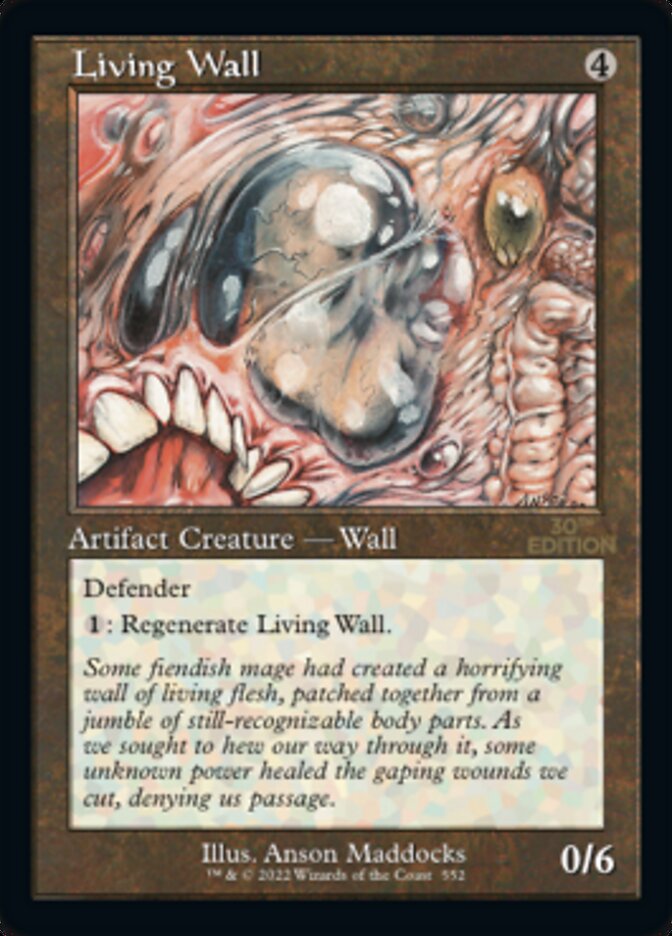 Living Wall 4
Artifact Creature — Wall
30TH
EDITION
Defender
1: Regenerate Living Wall.
Some fiendish mage had created a horrifying
wall of living flesh, patched together from a
jumble of still-recognizable body parts. As
we sought to hew our way through it, some
unknown power healed the gaping wounds we
cut, denying us passage.
Illus. Anson Maddocks
™ & © 2022 Wizards of the Coast 552
0/6